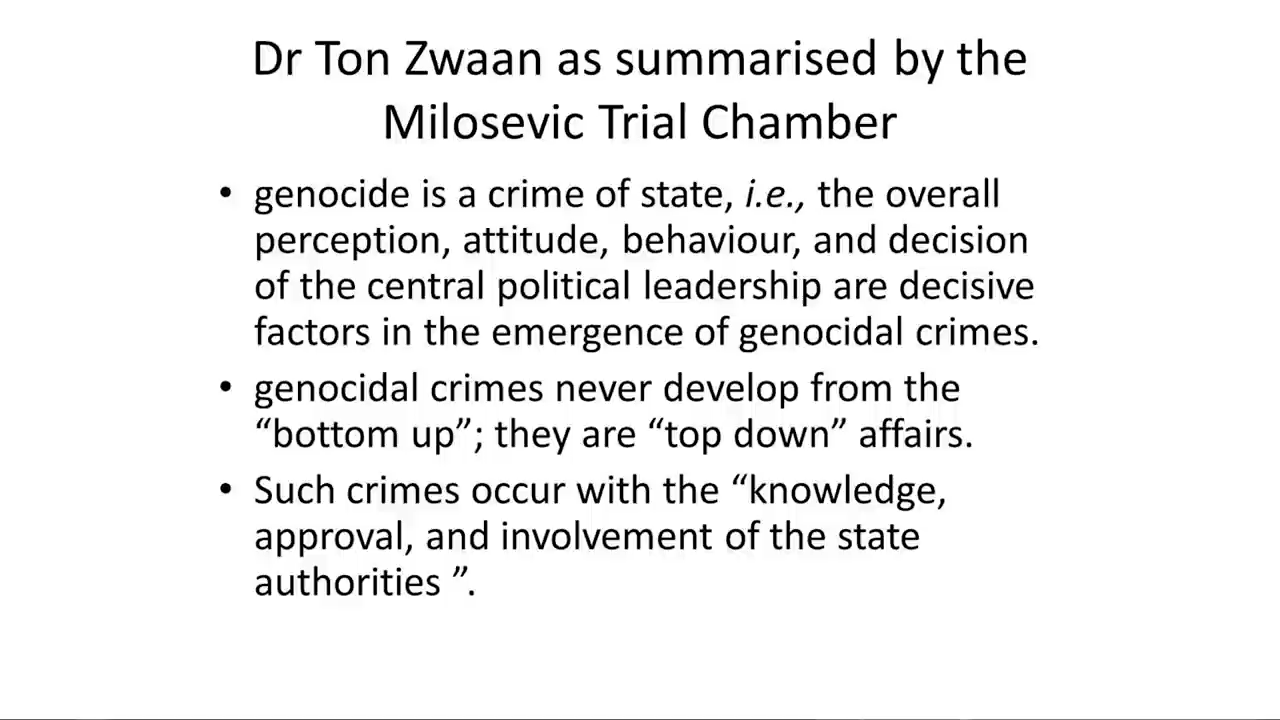 Dr Ton Zwaan as summarised by the
Milosevic Trial Chamber
• genocide is a crime of state, i.e., the overall
perception, attitude, behaviour, and decision
of the central political leadership are decisive
factors in the emergence of genocidal crimes.
• genocidal crimes never develop from the
“bottom up”; they are “top down” affairs.
• Such crimes occur with the “knowledge,
approval, and involvement of the state
authorities ”.